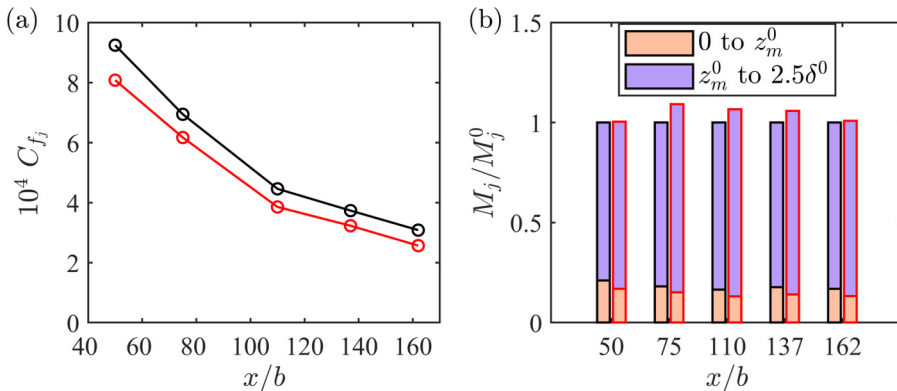 (a)
10
8
6
4
2
0
10⁴ C_{f_j}
40 60 80 100 120 140 160
x/b
(b)
1.5
1
0.5
0
M_j/M_j^0
0 to z_m^0
z_m^0 to 2.5δ^0
50 75 110 137 162
x/b